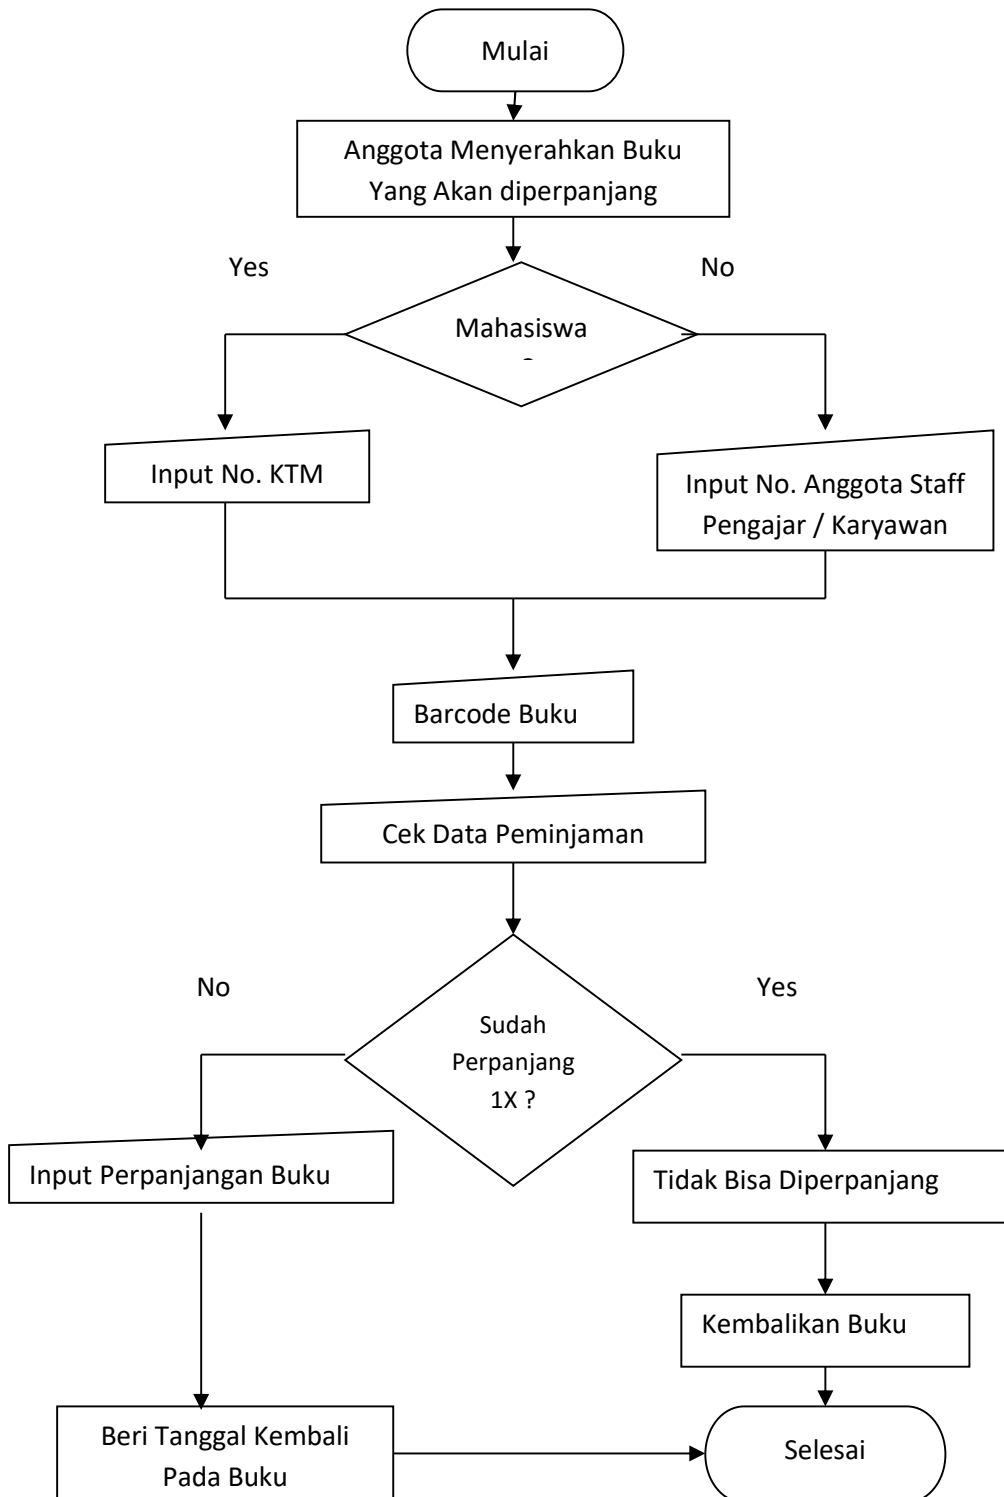 Mulai
Anggota Menyerahkan Buku
Yang Akan diperpanjang
Yes
No
Mahasiswa
Input No. KTM
Input No. Anggota Staff
Pengajar / Karyawan
Barcode Buku
Cek Data Peminjaman
No
Yes
Sudah
Perpanjang
1X ?
Input Perpanjangan Buku
Tidak Bisa Diperpanjang
Kembalikan Buku
Beri Tanggal Kembali
Pada Buku
Selesai